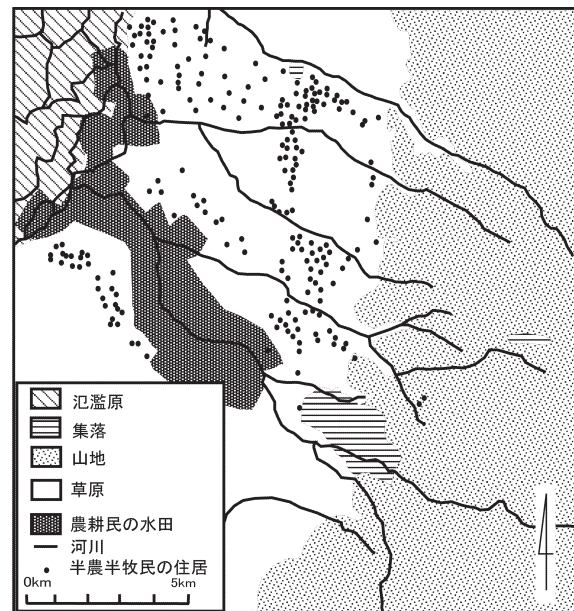 氾濫原
集落
山地
草原
農耕民の水田
河川
半農半牧民の住居
0km 5km